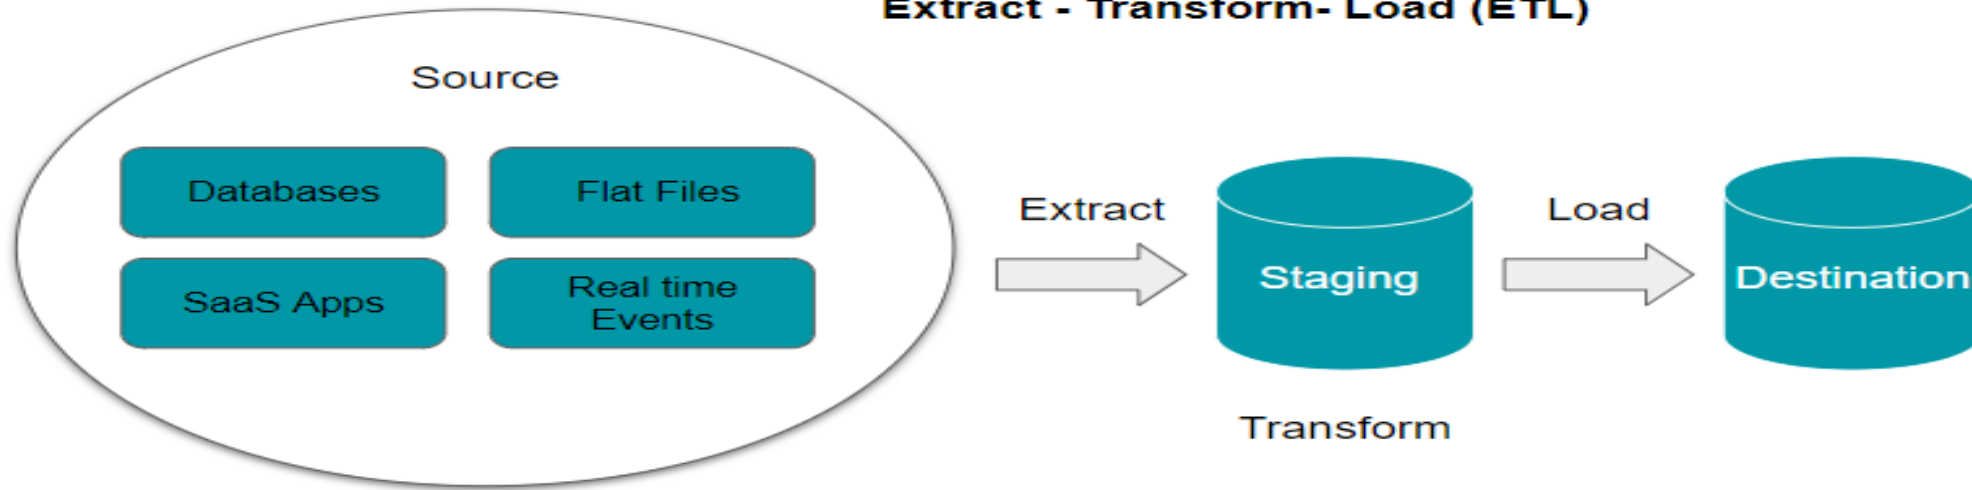 Extract - Transform- Load (ETL)
Source
Databases
Flat Files
SaaS Apps
Real time
Events
Extract
Staging
Transform
Load
Destination